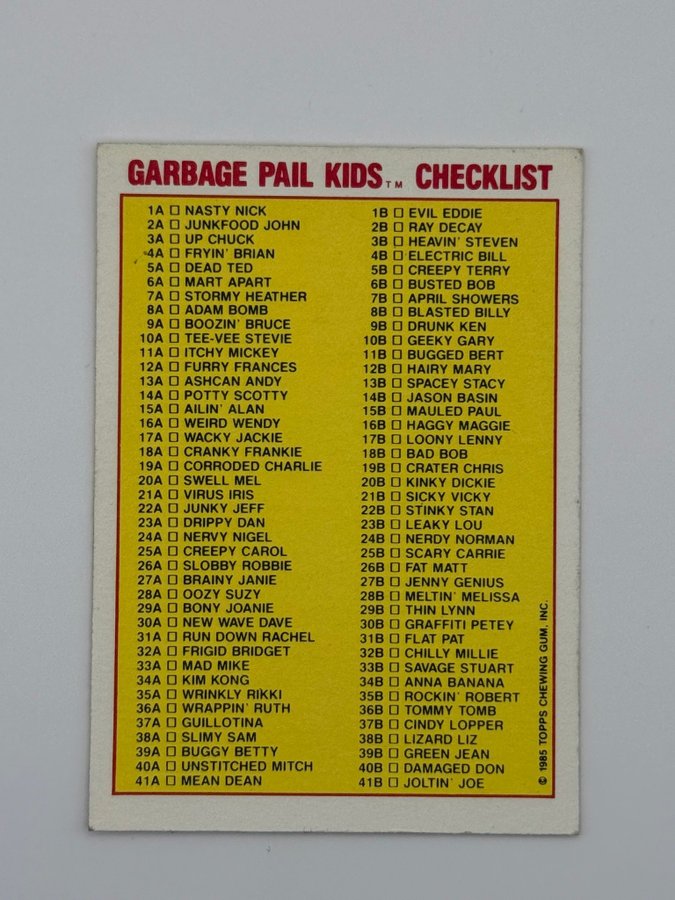 GARBAGE PAIL KIDS™ CHECKLIST
1A ☐ NASTY NICK
2A ☐ JUNKFOOD JOHN
3A ☐ UP CHUCK
4A ☐ FRYIN' BRIAN
5A ☐ DEAD TED
6A ☐ MART APART
7A ☐ STORMY HEATHER
8A ☐ ADAM BOMB
9A ☐ BOOZIN' BRUCE
10A ☐ TEE-VEE STEVIE
11A ☐ ITCHY MICKEY
12A ☐ FURRY FRANCES
13A ☐ ASHCAN ANDY
14A ☐ POTTY SCOTTY
15A ☐ AILIN' ALAN
16A ☐ WEIRD WENDY
17A ☐ WACKY JACKIE
18A ☐ CRANKY FRANKIE
19A ☐ CORRODED CHARLIE
20A ☐ SWELL MEL
21A ☐ VIRUS IRIS
22A ☐ JUNKY JEFF
23A ☐ DRIPPY DAN
24A ☐ NERVY NIGEL
25A ☐ CREEPY CAROL
26A ☐ SLOBBY ROBBIE
27A ☐ BRAINY JANIE
28A ☐ OOZY SUZY
29A ☐ BONY JOANIE
30A ☐ NEW WAVE DAVE
31A ☐ RUN DOWN RACHEL
32A ☐ FRIGID BRIDGET
33A ☐ MAD MIKE
34A ☐ KIM KONG
35A ☐ WRINKLY RIKKI
36A ☐ WRAPPIN' RUTH
37A ☐ GUILLOTINA
38A ☐ SLIMY SAM
39A ☐ BUGGY BETTY
40A ☐ UNSTITCHED MITCH
41A ☐ MEAN DEAN
1B ☐ EVIL EDDIE
2B ☐ RAY DECAY
3B ☐ HEAVIN' STEVEN
4B ☐ ELECTRIC BILL
5B ☐ CREEPY TERRY
6B ☐ BUSTED BOB
7B ☐ APRIL SHOWERS
8B ☐ BLASTED BILLY
9B ☐ DRUNK KEN
10B ☐ GEEKY GARY
11B ☐ BUGGED BERT
12B ☐ HAIRY MARY
13B ☐ SPACEY STACY
14B ☐ JASON BASIN
15B ☐ MAULED PAUL
16B ☐ HAGGY MAGGIE
17B ☐ LOONY LENNY
18B ☐ BAD BOB
19B ☐ CRATER CHRIS
20B ☐ KINKY DICKIE
21B ☐ SICKY VICKY
22B ☐ STINKY STAN
23B ☐ LEAKY LOU
24B ☐ NERDY NORMAN
25B ☐ SCARY CARRIE
26B ☐ FAT MATT
27B ☐ JENNY GENIUS
28B ☐ MELTIN' MELISSA
29B ☐ THIN LYNN
30B ☐ GRAFFITI PETEY
31B ☐ FLAT PAT
32B ☐ CHILLY MILLIE
33B ☐ SAVAGE STUART
34B ☐ ANNA BANANA
35B ☐ ROCKIN' ROBERT
36B ☐ TOMMY TOMB
37B ☐ CINDY LOPPER
38B ☐ LIZARD LIZ
39B ☐ GREEN JEAN
40B ☐ DAMAGED DON
41B ☐ JOLTIN' JOE
© 1985 TOPPS CHEWING GUM, INC.